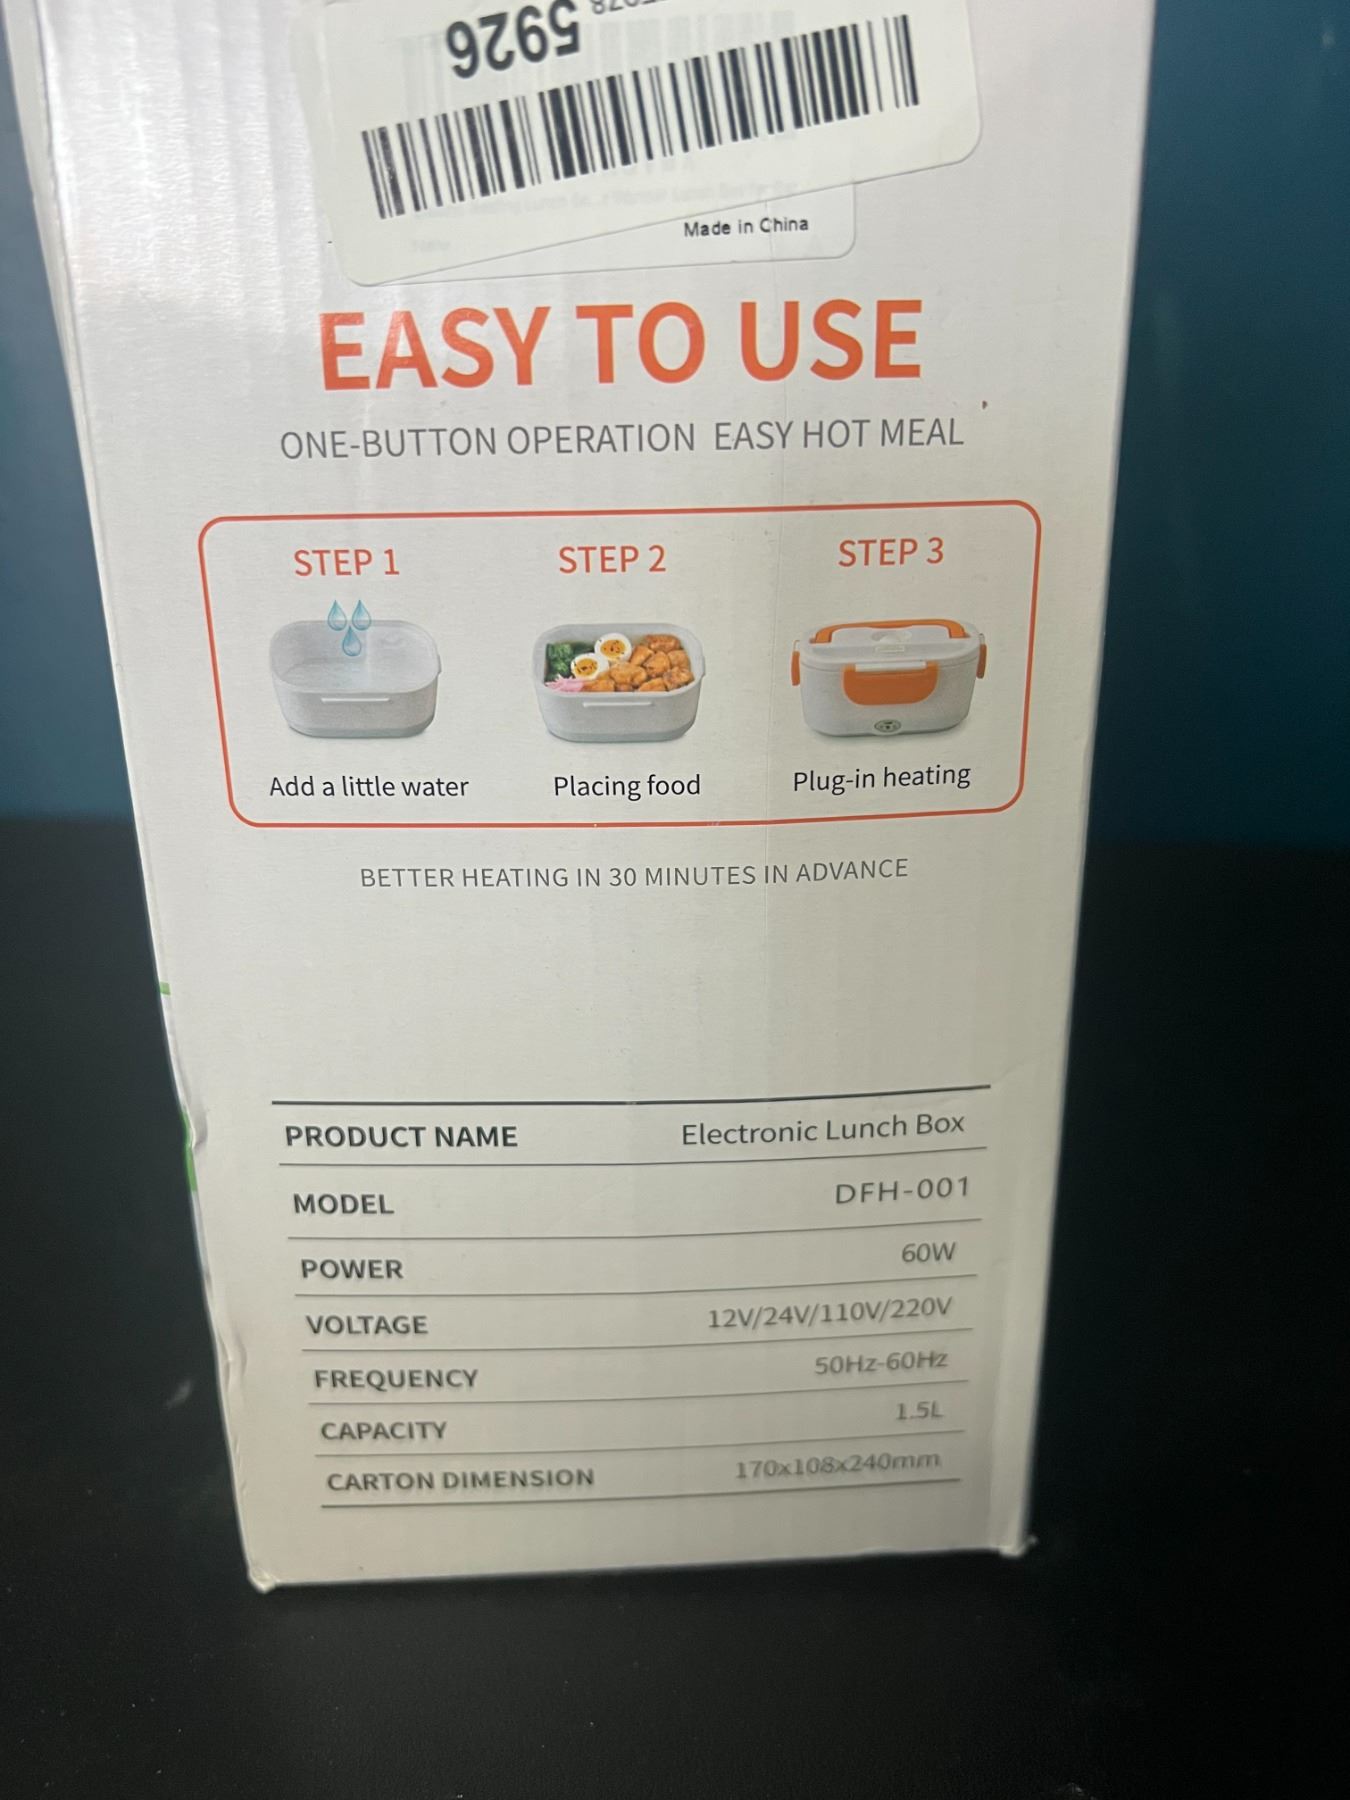 5926
Made in China
EASY TO USE
ONE-BUTTON OPERATION EASY HOT MEAL
STEP 1 STEP 2 STEP 3
Add a little water Placing food Plug-in heating
BETTER HEATING IN 30 MINUTES IN ADVANCE
PRODUCT NAME Electronic Lunch Box
MODEL DFH-001
POWER 60W
VOLTAGE 12V/24V/110V/220V
FREQUENCY 50Hz-60Hz
CAPACITY 1.5L
CARTON DIMENSION 170x108x240mm